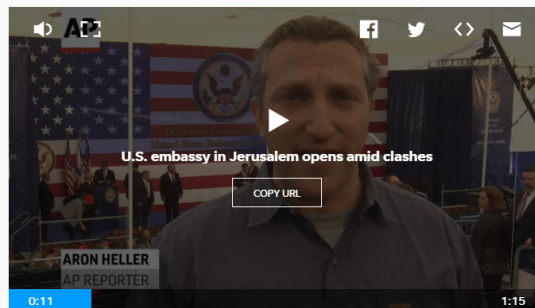 AP
U.S. embassy in Jerusalem opens amid clashes
COPY URL
ARON HELLER
AP REPORTER
0:11
1:15